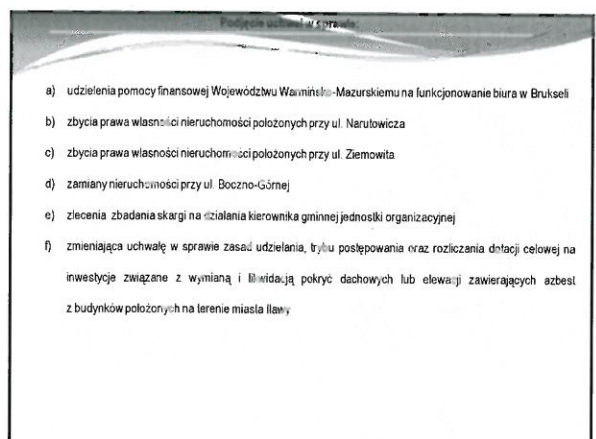 Podjęcie uchwał w sprawie:
a) udzielenia pomocy finansowej Województwu Warmińsko-Mazurskiemu na funkcjonowanie biura w Brukseli
b) zbycia prawa własności nieruchomości położonych przy ul. Narutowicza
c) zbycia prawa własności nieruchomości położonych przy ul. Ziemowita
d) zamiany nieruchomości przy ul. Boczno-Górnej
e) zlecenia zbadania skargi na działania kierownika gminnej jednostki organizacyjnej
f) zmieniająca uchwałę w sprawie zasad udzielania, trybu postępowania oraz rozliczania dotacji celowej na
inwestycje związane z wymianą i likwidacją pokryć dachowych lub elewacji zawierających azbest
z budynków położonych na terenie miasta Iławy